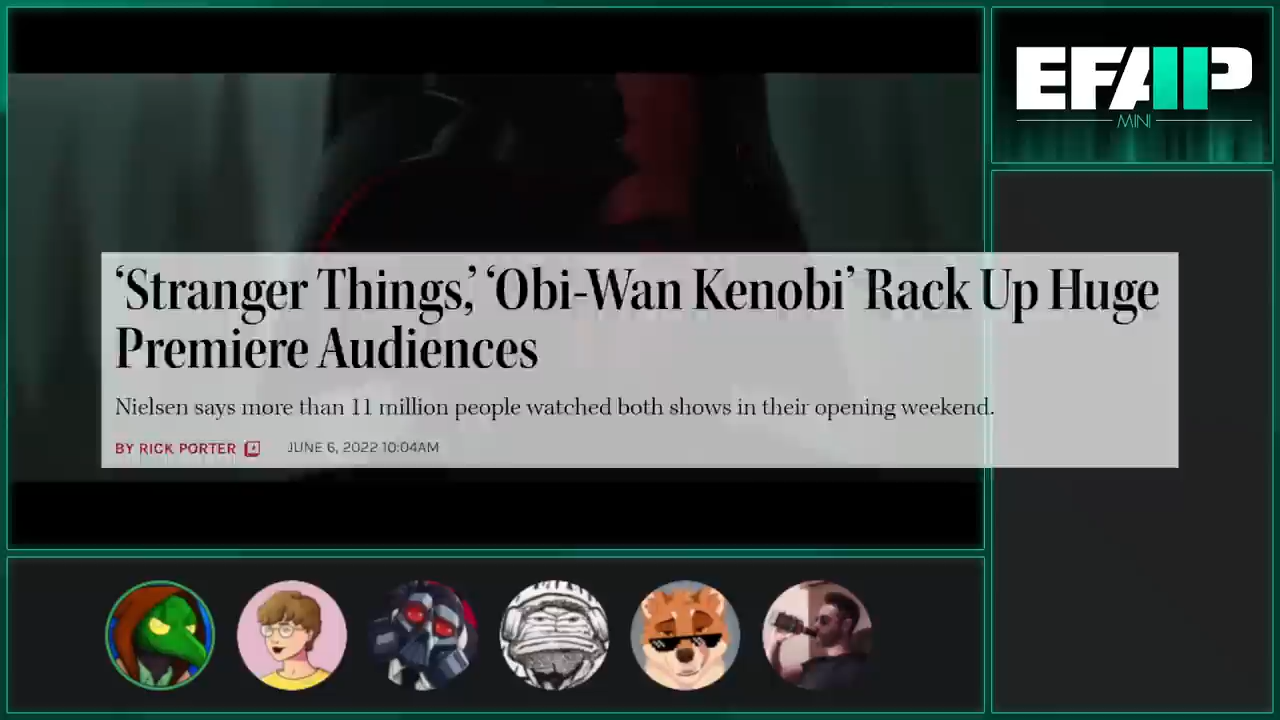 EFAP
MINI
‘Stranger Things,’ ‘Obi-Wan Kenobi’ Rack Up Huge
Premiere Audiences
Nielsen says more than 11 million people watched both shows in their opening weekend.
BY RICK PORTER JUNE 6, 2022 10:04AM